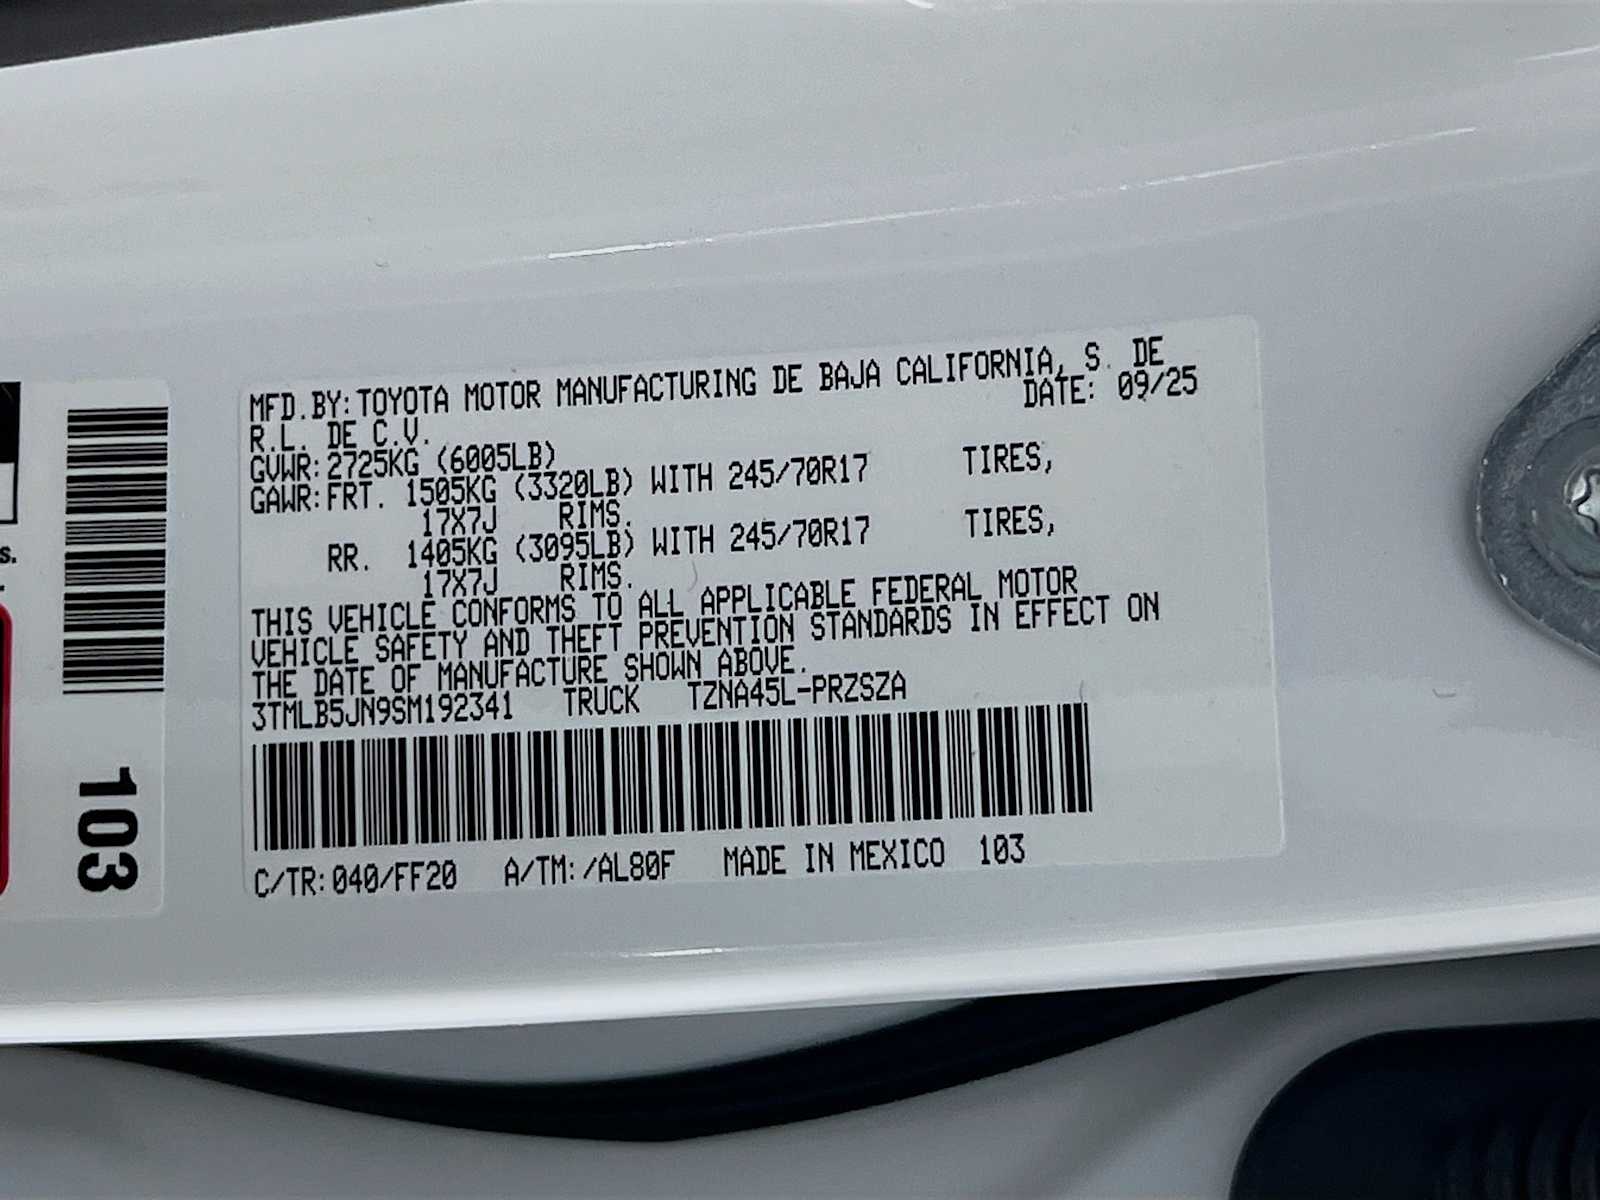 MFD.BY:TOYOTA MOTOR MANUFACTURING DE BAJA CALIFORNIA, S. DE
R.L. DE C.V. DATE: 09/25
GVWR:2725KG (6005LB)
GAWR:FRT. 1505KG (3320LB) WITH 245/70R17 TIRES,
17X7J RIMS.
RR. 1405KG (3095LB) WITH 245/70R17 TIRES,
17X7J RIMS.
THIS VEHICLE CONFORMS TO ALL APPLICABLE FEDERAL MOTOR
VEHICLE SAFETY AND THEFT PREVENTION STANDARDS IN EFFECT ON
THE DATE OF MANUFACTURE SHOWN ABOVE.
3TMLB5JN9SM192341 TRUCK TZNA45L-PRZSZA
C/TR:040/FF20 A/TM:/AL80F MADE IN MEXICO 103
103
s.